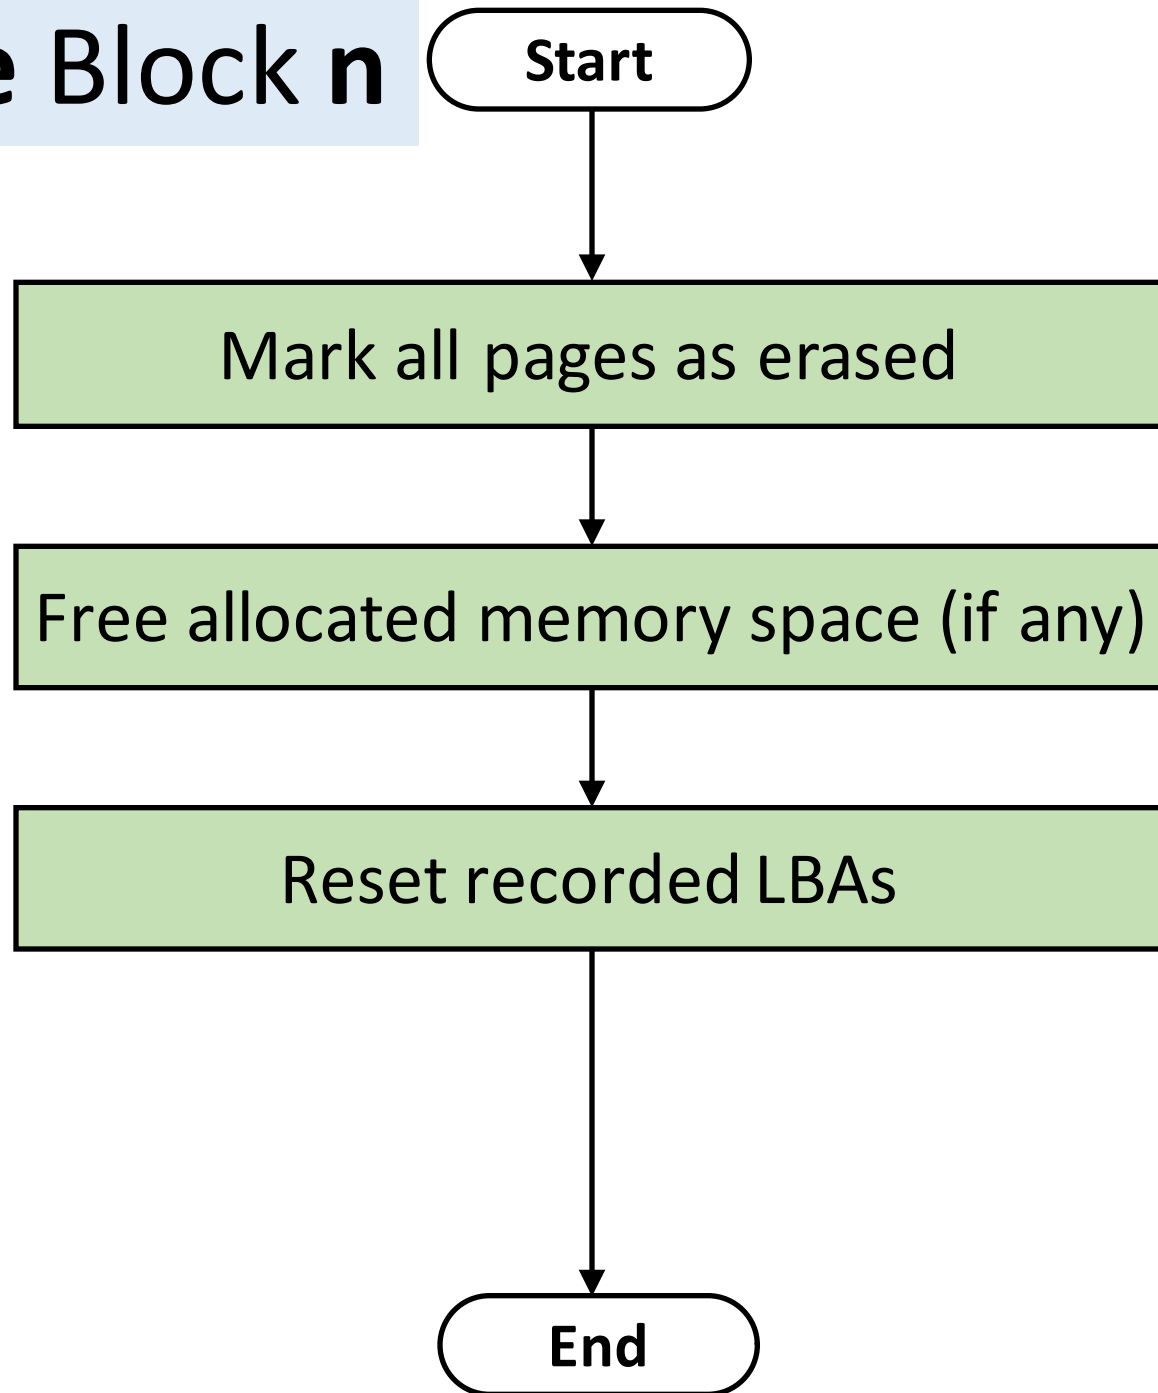 e Block n
Start
Mark all pages as erased
Free allocated memory space (if any)
Reset recorded LBAs
End